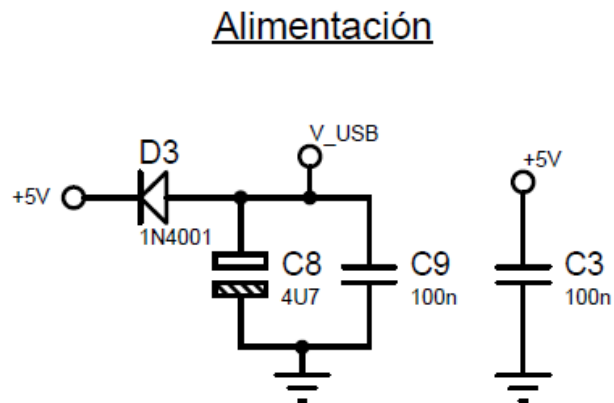 Alimentación
V_USB
D3
+5V
+5V
1N4001
C8
C9
C3
4U7
100n
100n